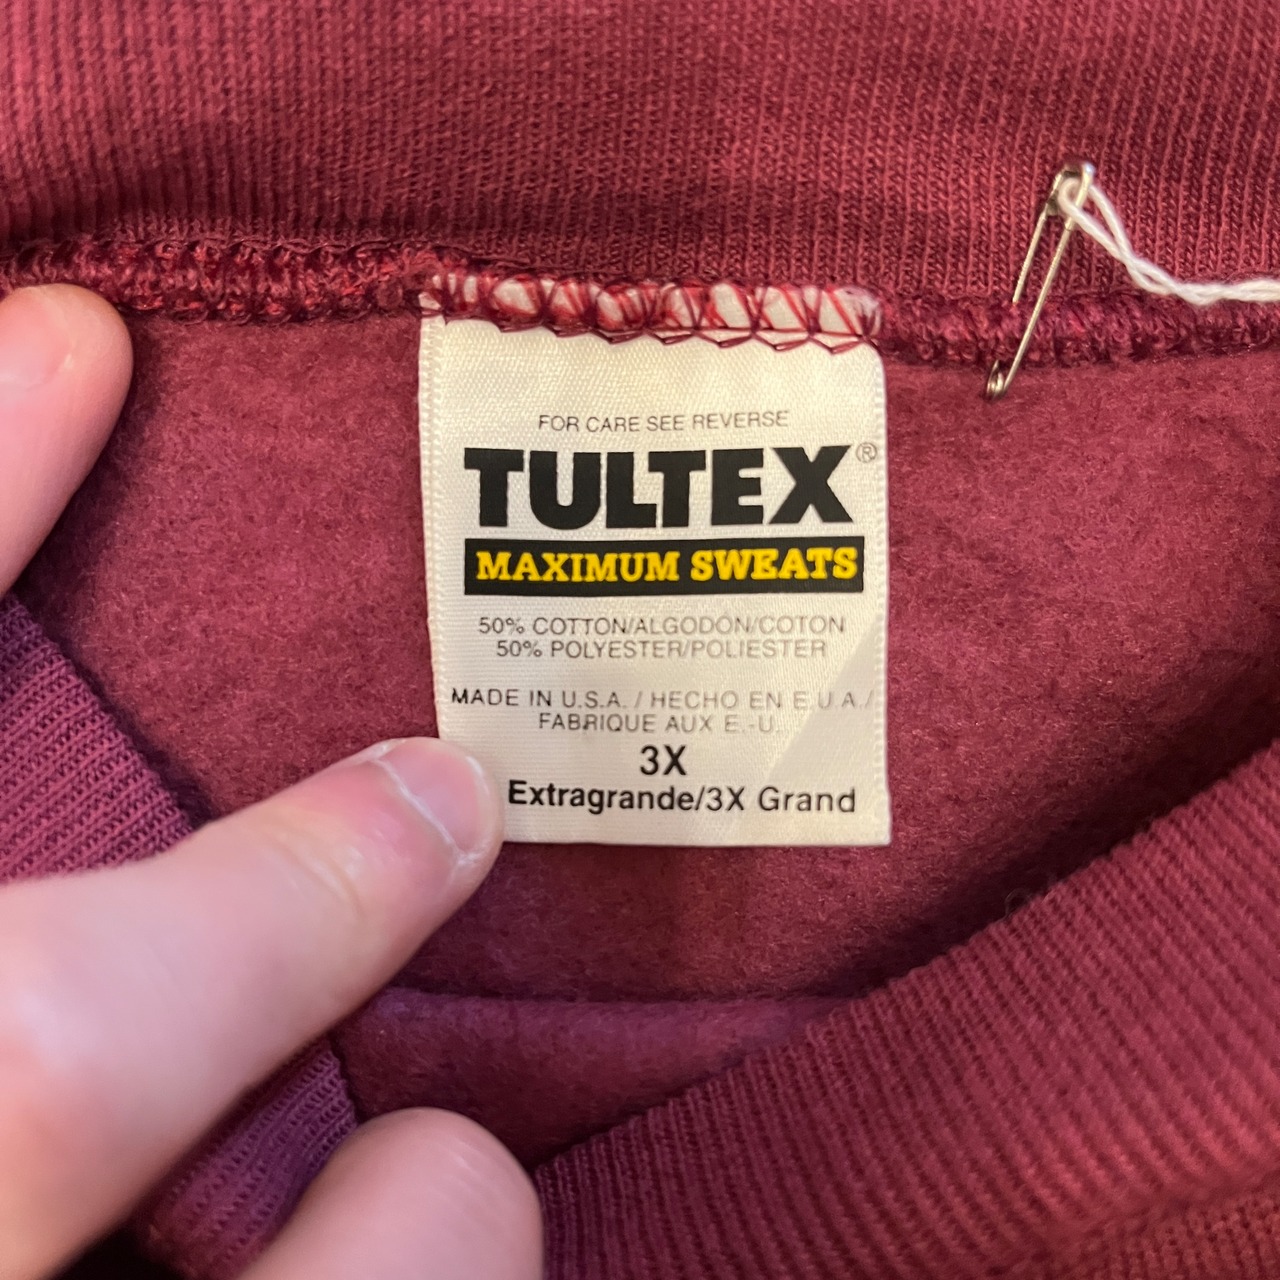 FOR CARE SEE REVERSE
TULTEX®
MAXIMUM SWEATS
50% COTTON/ALGODÓN/COTON
50% POLYESTER/POLIESTER
MADE IN U.S.A. / HECHO EN E.U.A./
FABRIQUE AUX E.-U.
3X
Extragrande/3X Grand